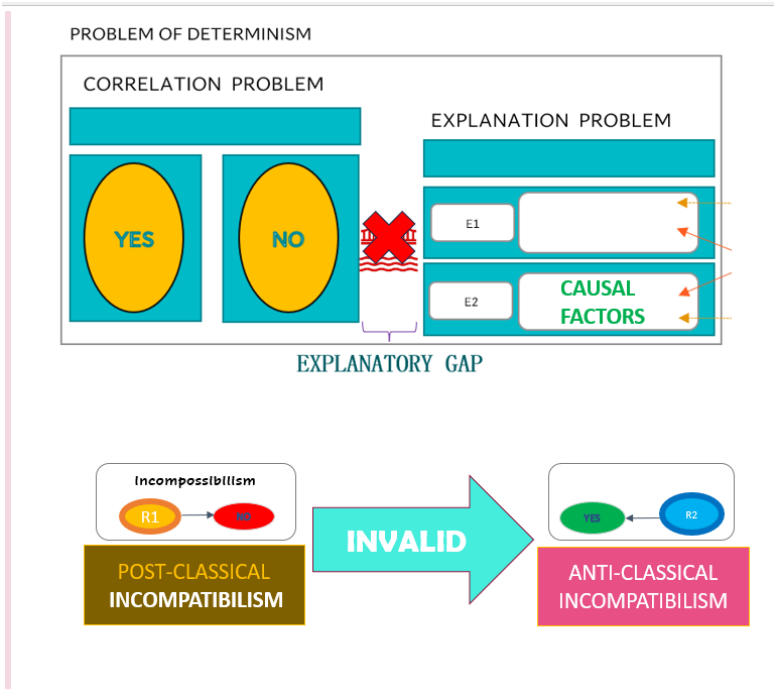 PROBLEM OF DETERMINISM
CORRELATION PROBLEM
EXPLANATION PROBLEM
YES
NO
E1
E2
CAUSAL
FACTORS
EXPLANATORY GAP
Incompossibilism
R1
NO
INVALID
YES
R2
POST-CLASSICAL
INCOMPATIBILISM
ANTI-CLASSICAL
INCOMPATIBILISM